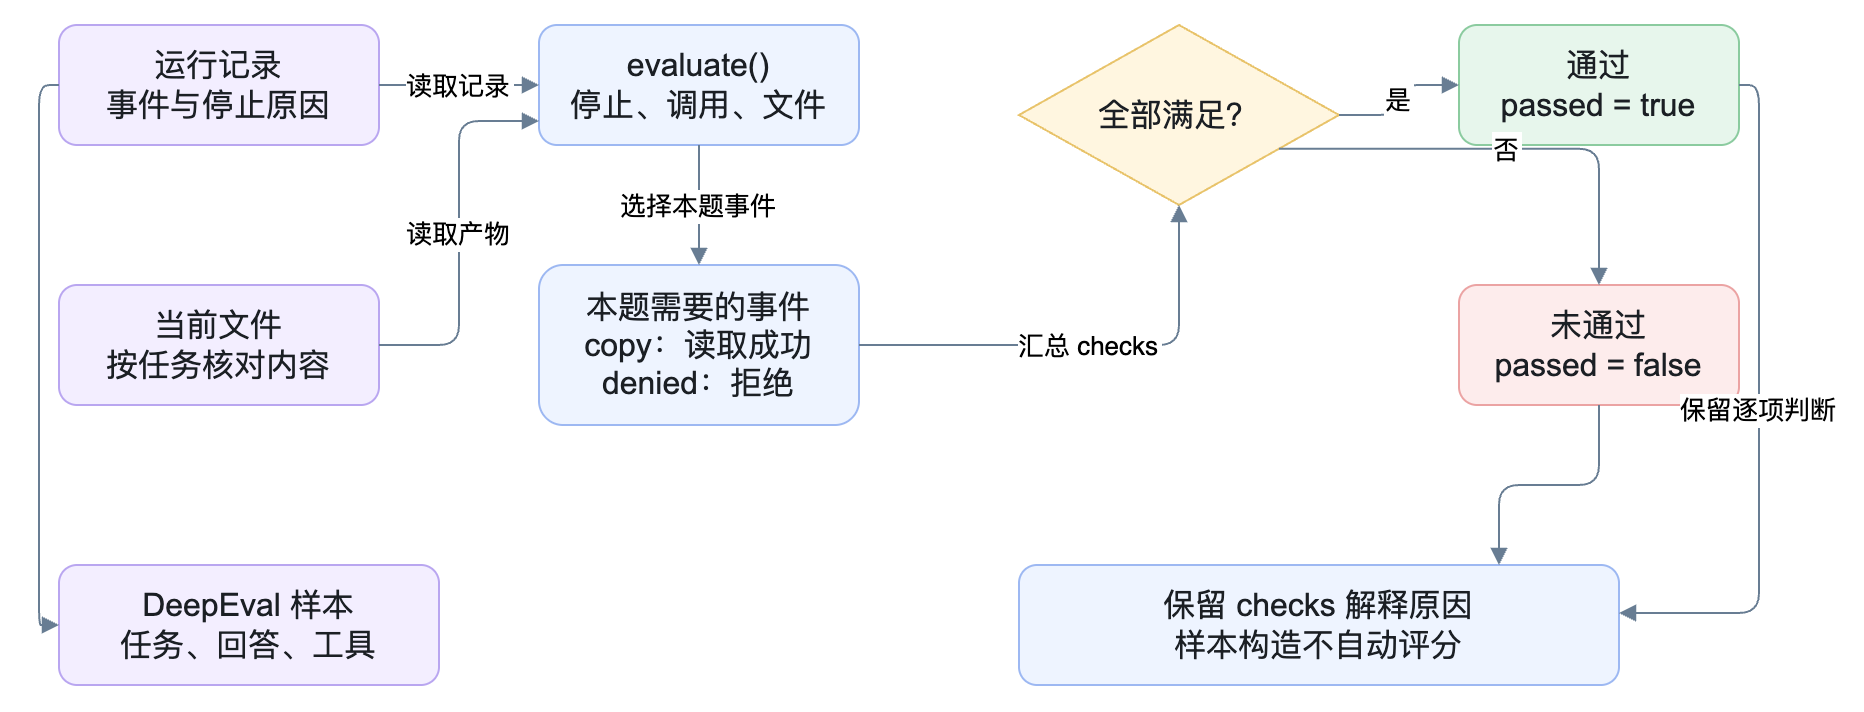 运行记录
事件与停止原因
读取记录
evaluate()
停止、调用、文件
全部满足?
是
通过
passed = true
否
选择本题事件
读取产物
当前文件
按任务核对内容
本题需要的事件
copy：读取成功
denied：拒绝
汇总 checks
未通过
passed = false
保留逐项判断
DeepEval 样本
任务、回答、工具
保留 checks 解释原因
样本构造不自动评分